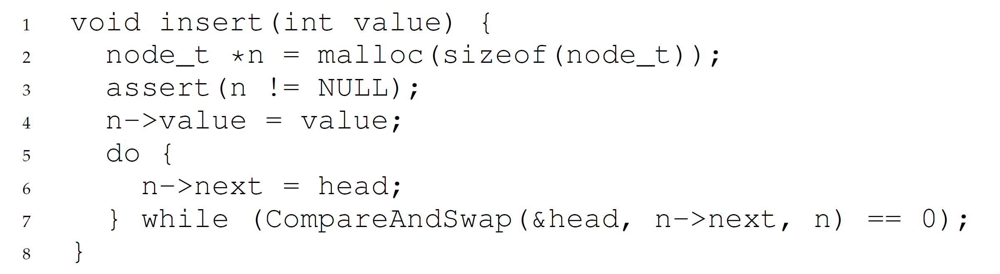 1 void insert(int value) {
2 node_t *n = malloc(sizeof(node_t));
3 assert(n != NULL);
4 n->value = value;
5 do {
6 n->next = head;
7 } while (CompareAndSwap(&head, n->next, n) == 0);
8 }